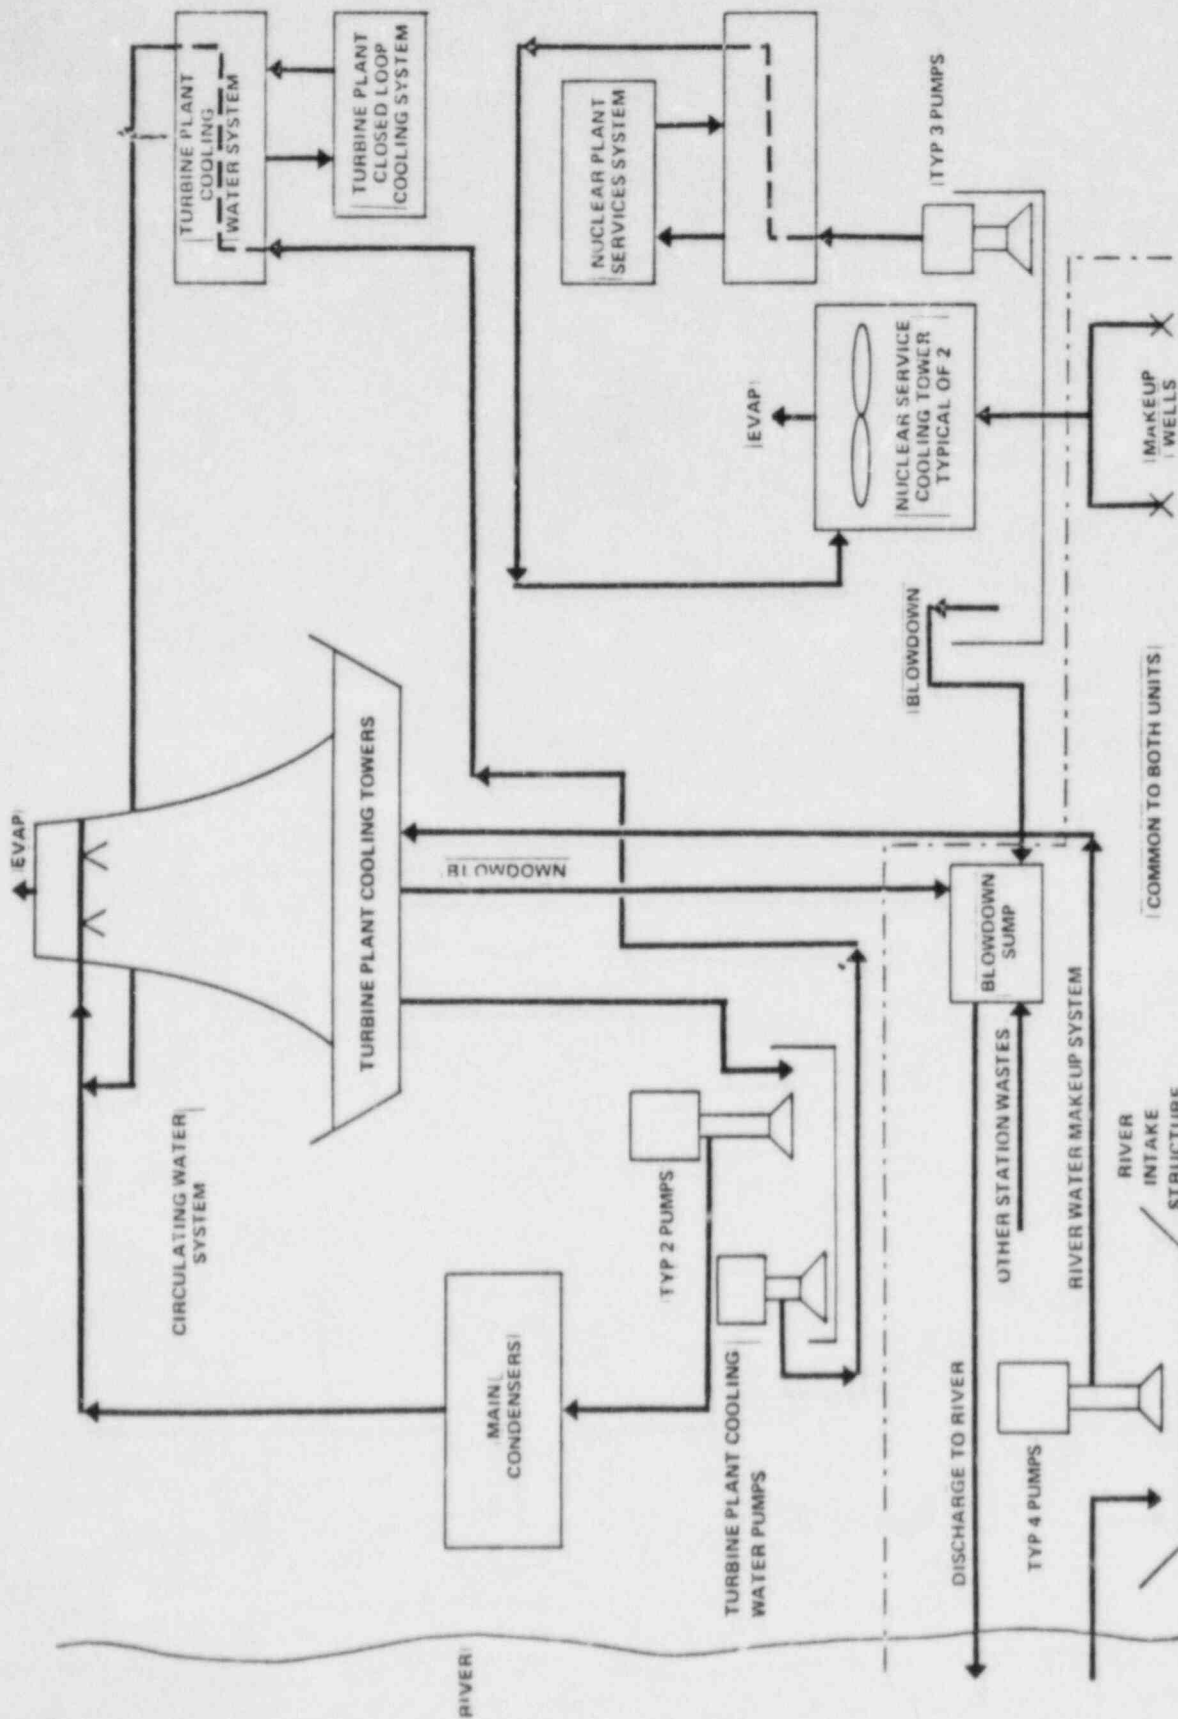 EVAP
CIRCULATING WATER
SYSTEM
TURBINE PLANT COOLING TOWERS
TURBINE PLANT
COOLING
WATER SYSTEM
TURBINE PLANT
CLOSED LOOP
COOLING SYSTEM
MAIN
CONDENSERS
TYP 2 PUMPS
TURBINE PLANT COOLING
WATER PUMPS
BLOWDOWN
NUCLEAR PLANT
SERVICES SYSTEM
EVAP
NUCLEAR SERVICE
COOLING TOWER
TYPICAL OF 2
TYP 3 PUMPS
BLOWDOWN
RIVER
DISCHARGE TO RIVER
OTHER STATION WASTES
BLOWDOWN
SUMP
TYP 4 PUMPS
RIVER WATER MAKEUP SYSTEM
RIVER
INTAKE
STRUCTURE
COMMON TO BOTH UNITS
MAKEUP
WELLS